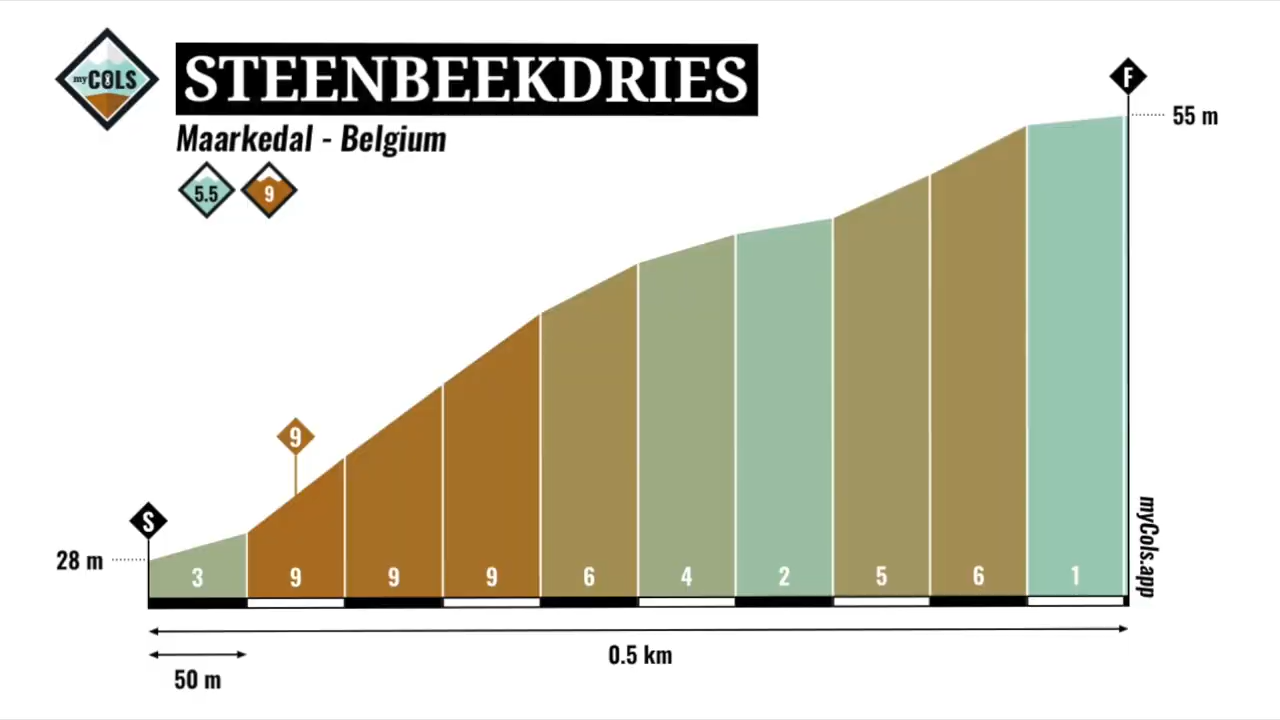 myCOLS
STEENBEEKDRIES
Maarkedal - Belgium
5.5 9
F
55 m
9
S
28 m
3 9 9 9 6 4 2 5 6 1
myCols.app
0.5 km
50 m